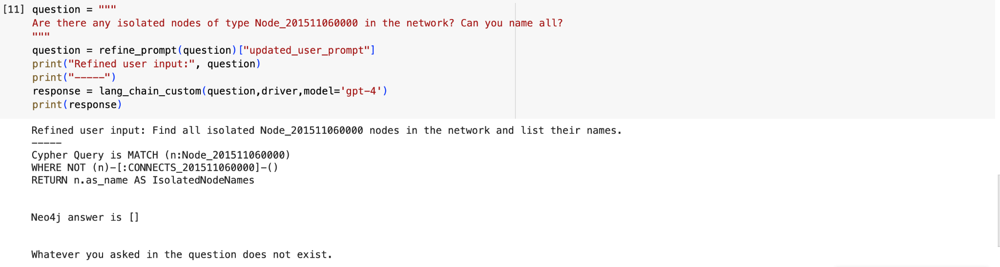 [11] question = """
Are there any isolated nodes of type Node_201511060000 in the network? Can you name all?
"""
question = refine_prompt(question)["updated_user_prompt"]
print("Refined user input:", question)
print("-----")
response = lang_chain_custom(question,driver,model='gpt-4')
print(response)
Refined user input: Find all isolated Node_201511060000 nodes in the network and list their names.
-----
Cypher Query is MATCH (n:Node_201511060000)
WHERE NOT (n)-[:CONNECTS_201511060000]-()
RETURN n.as_name AS IsolatedNodeNames
Neo4j answer is []
Whatever you asked in the question does not exist.